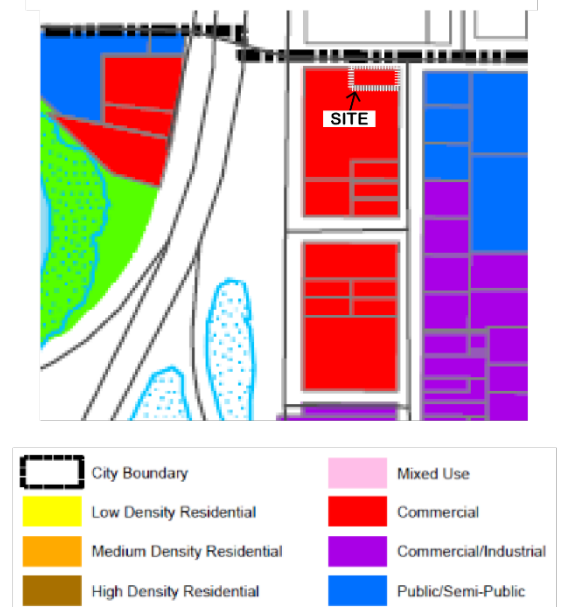 SITE
City Boundary
Mixed Use
Low Density Residential
Commercial
Medium Density Residential
Commercial/Industrial
High Density Residential
Public/Semi-Public